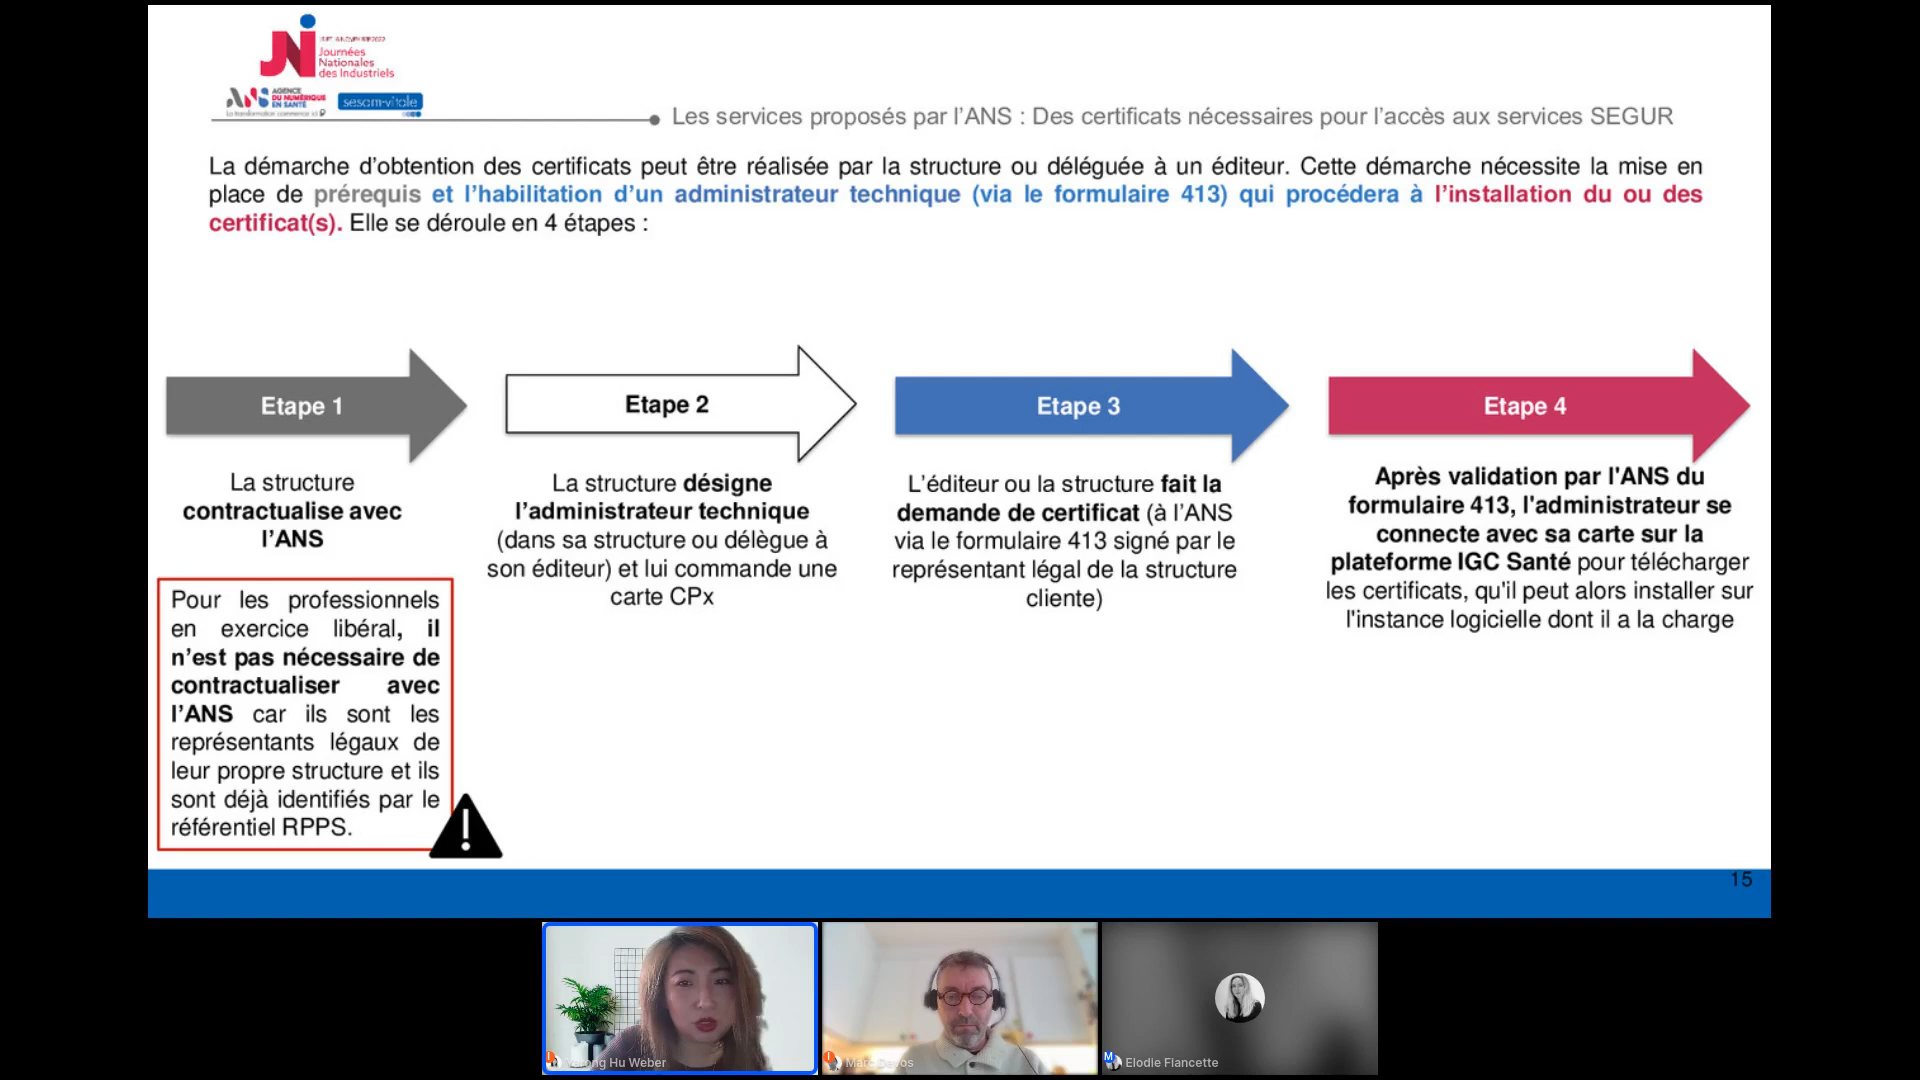 Journées
Nationales
des Industriels
AGENCE
DU NUMÉRIQUE
EN SANTÉ
La transformation commence ici
sesam-vitale
Les services proposés par l’ANS : Des certificats nécessaires pour l’accès aux services SEGUR
La démarche d’obtention des certificats peut être réalisée par la structure ou déléguée à un éditeur. Cette démarche nécessite la mise en
place de prérequis et l’habilitation d’un administrateur technique (via le formulaire 413) qui procédera à l’installation du ou des
certificat(s). Elle se déroule en 4 étapes :
Etape 1
La structure
contractualise avec
l’ANS
Pour les professionnels
en exercice libéral, il
n’est pas nécessaire de
contractualiser avec
l’ANS car ils sont les
représentants légaux de
leur propre structure et ils
sont déjà identifiés par le
référentiel RPPS.
Etape 2
La structure désigne
l’administrateur technique
(dans sa structure ou délègue à
son éditeur) et lui commande une
carte CPx
Etape 3
L’éditeur ou la structure fait la
demande de certificat (à l’ANS
via le formulaire 413 signé par le
représentant légal de la structure
cliente)
Etape 4
Après validation par l'ANS du
formulaire 413, l'administrateur se
connecte avec sa carte sur la
plateforme IGC Santé pour télécharger
les certificats, qu'il peut alors installer sur
l'instance logicielle dont il a la charge
15
Hu Weber
Elodie Fiancette